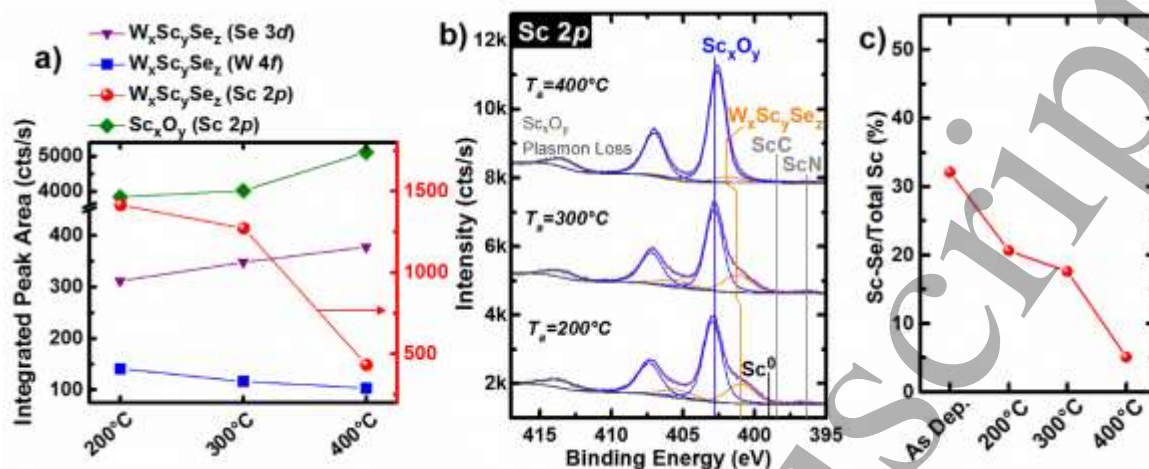 a)
WxScySez (Se 3d)
WxScySez (W 4f)
WxScySez (Sc 2p)
ScxOy (Sc 2p)
Integrated Peak Area (cts/s)
5000
4000
400
300
200
100
1500
1000
500
200°C 300°C 400°C
b)
Sc 2p
Intensity (cts/s)
12k
10k
8k
6k
4k
2k
ScxOy
Ta=400°C
WxScySez
ScxOy
Plasmon Loss
ScC
ScN
Ta=300°C
Ta=200°C
Sc0
415 410 405 400 395
Binding Energy (eV)
c)
Sc-Se/Total Sc (%)
50
40
30
20
10
0
As Dep. 200°C 300°C 400°C
script